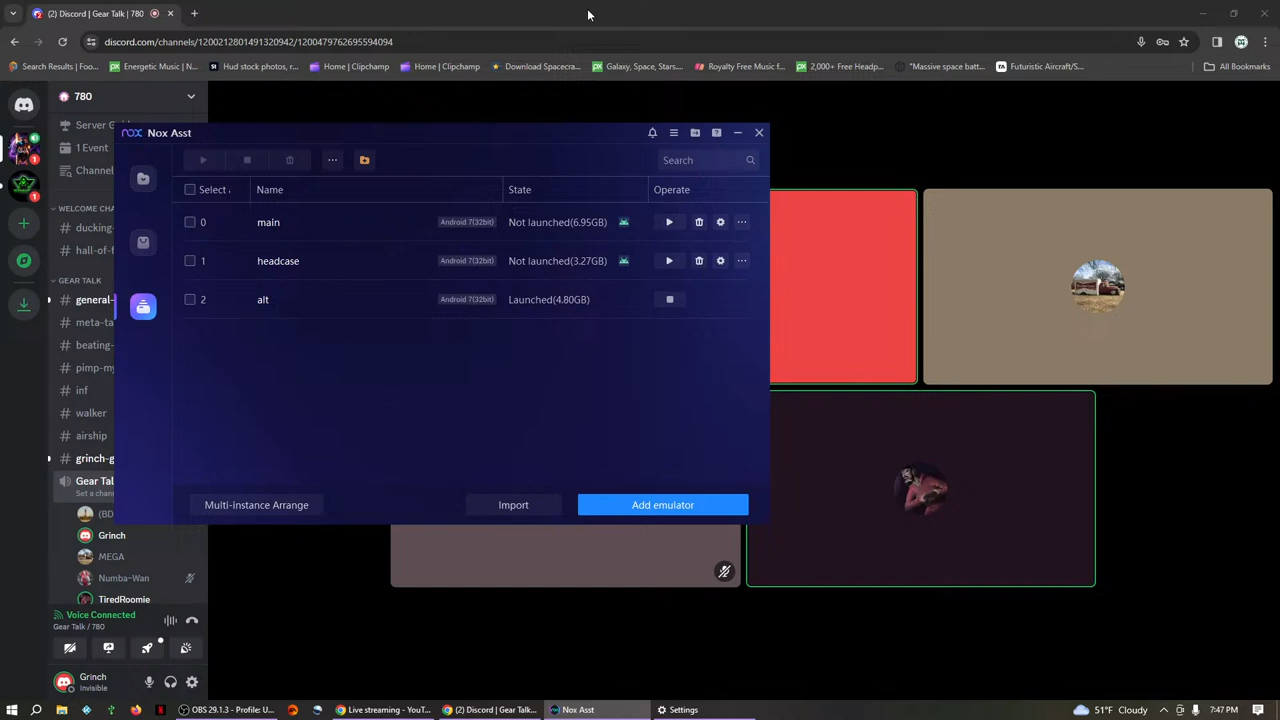 (2) Discord | Gear Talk | 780
discord.com/channels/1200212801491320942/1200479762695594094
Search Results | Foo...
Energetic Music | N...
Hud stock photos, r...
Home | Clipchamp
Home | Clipchamp
Download Spacecra...
Galaxy, Space, Stars,...
Royalty Free Music f...
2,000+ Free Headp...
"Massive space batt...
Futuristic Aircraft/S...
All Bookmarks
780
Server G
1 Event
Channel
WELCOME CHA
# ducking-
# hall-of-f
GEAR TALK
# general-
# meta-ta
# beating-
# pimp-my
# inf
# walker
# airship
# grinch-g
Gear Tal
Set a chann
(BD
Grinch
MEGA
Numba-Wan
TiredRoomie
Voice Connected
Gear Talk / 780
Grinch
Invisible
1
1
nox Nox Asst
Search
Select
Name
State
Operate
0 main Android 7(32bit) Not launched(6.95GB)
1 headcase Android 7(32bit) Not launched(3.27GB)
2 alt Android 7(32bit) Launched(4.80GB)
Multi-instance Arrange
Import
Add emulator
OBS 29.1.3 - Profile: U...
Live streaming - YouT...
(2) Discord | Gear Talk...
Nox Asst
Settings
51°F Cloudy
7:47 PM